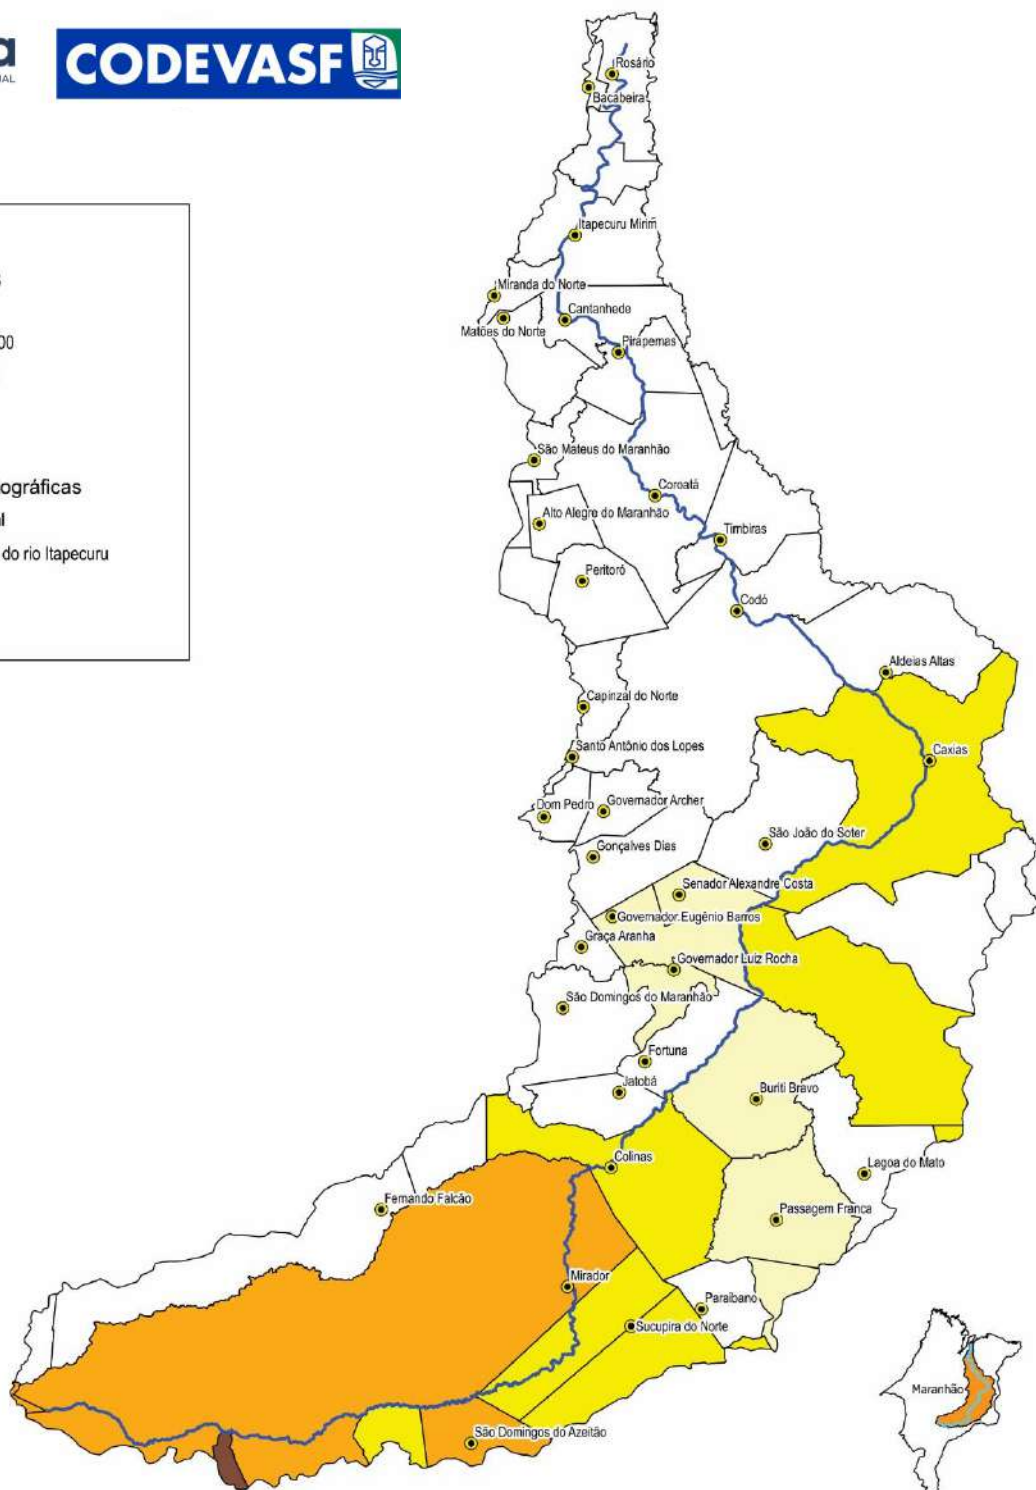 CODEVASF
Rosário
Bacabeira
Itapecuru Mirim
Miranda do Norte
Cantanhede
Matões do Norte
Pirapemas
00
São Mateus do Maranhão
Coroatá
ográficas
Alto Alegre do Maranhão
Timbiras
do rio Itapecuru
Peritoró
Codó
Aldeias Altas
Capinzal do Norte
Santo Antônio dos Lopes
Caxias
Dom Pedro
Governador Archer
São João do Soter
Gonçalves Dias
Senador Alexandre Costa
Governador Eugênio Barros
Graça Aranha
Governador Luiz Rocha
São Domingos do Maranhão
Fortuna
Jatobá
Buriti Bravo
Colinas
Lagoa do Mato
Fernando Falcão
Passagem Franca
Mirador
Paraibano
Sucupira do Norte
Maranhão
São Domingos do Azeitão